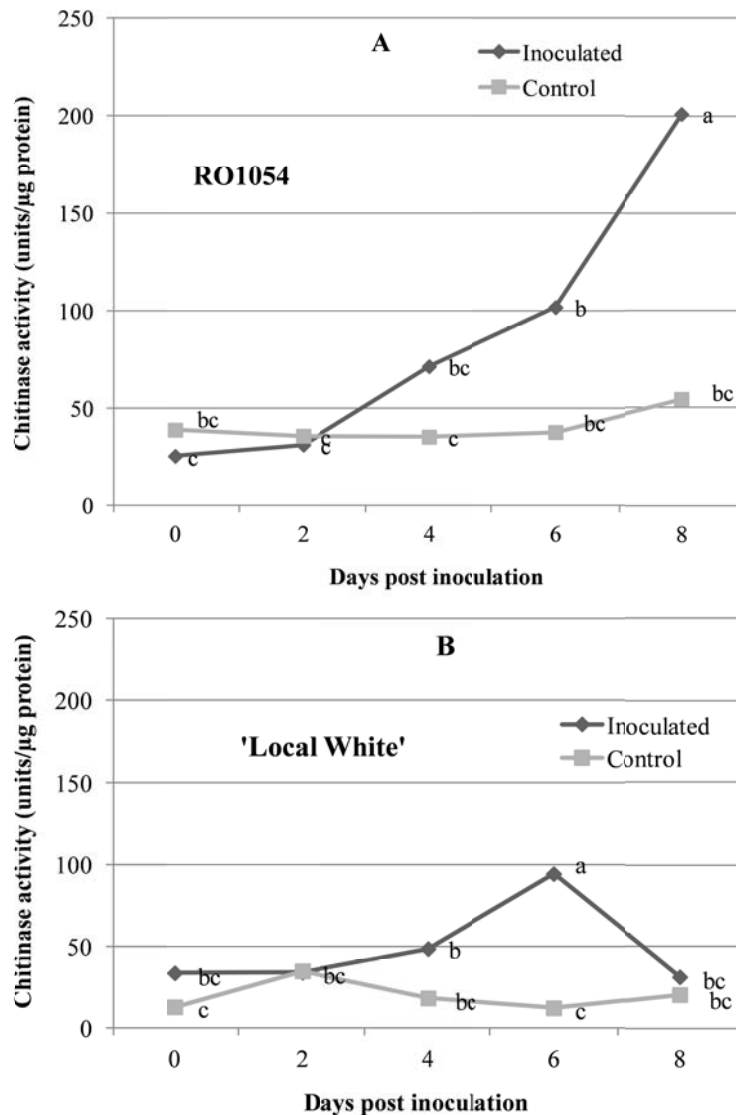 250
A
Inoculated
Control
200
a
RO1054
150
100
b
bc
50
bc
bc
bc
c
c
c
c
0
0 2 4 6 8
Days post inoculation
Chitinase activity (units/µg protein)
250
B
200
'Local White'
Inoculated
Control
150
100
a
50
b
bc
bc
bc
bc
bc
c
c
0
0 2 4 6 8
Days post inoculation
Chitinase activity (units/µg protein)